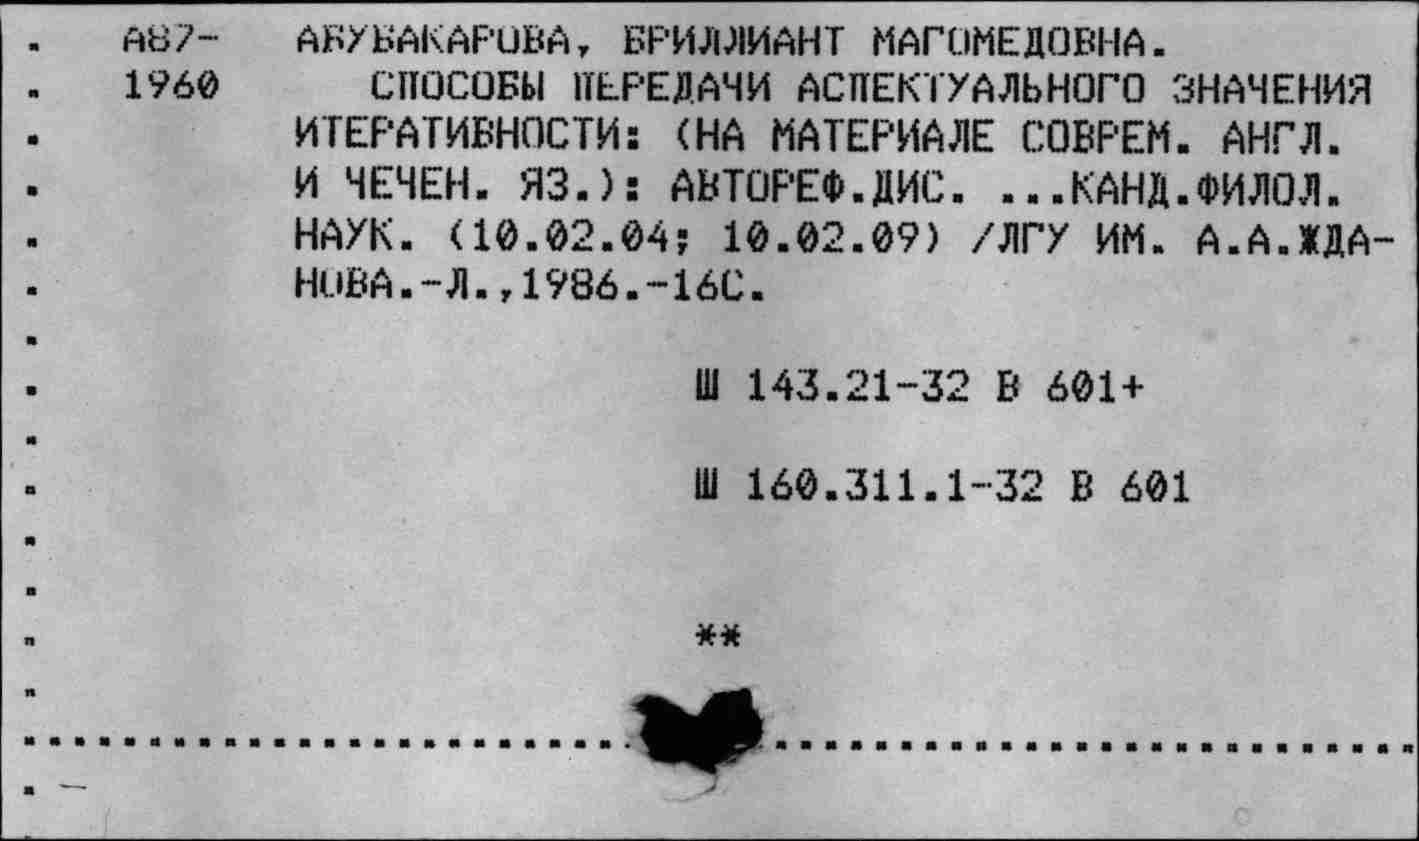 А87- АБУБАКАРОВА, БРИЛЛИАНТ МАГОМЕДОВНА.
1960 СПОСОБЫ ПЕРЕДАЧИ АСПЕКТУАЛЬНОГО ЗНАЧЕНИЯ
ИТЕРАТИВНОСТИ: (НА МАТЕРИАЛЕ СОВРЕМ. АНГЛ.
И ЧЕЧЕН. ЯЗ.): АВТОРЕФ.ДИС. ...КАНД.ФИЛОЛ.
НАУК. (10.02.04; 10.02.09) /ЛГУ ИМ. А.А.ЖДА-
НОВА.-Л.,1986.-16С.
Ш 143.21-32 В 601+
Ш 160.311.1-32 В 601
**